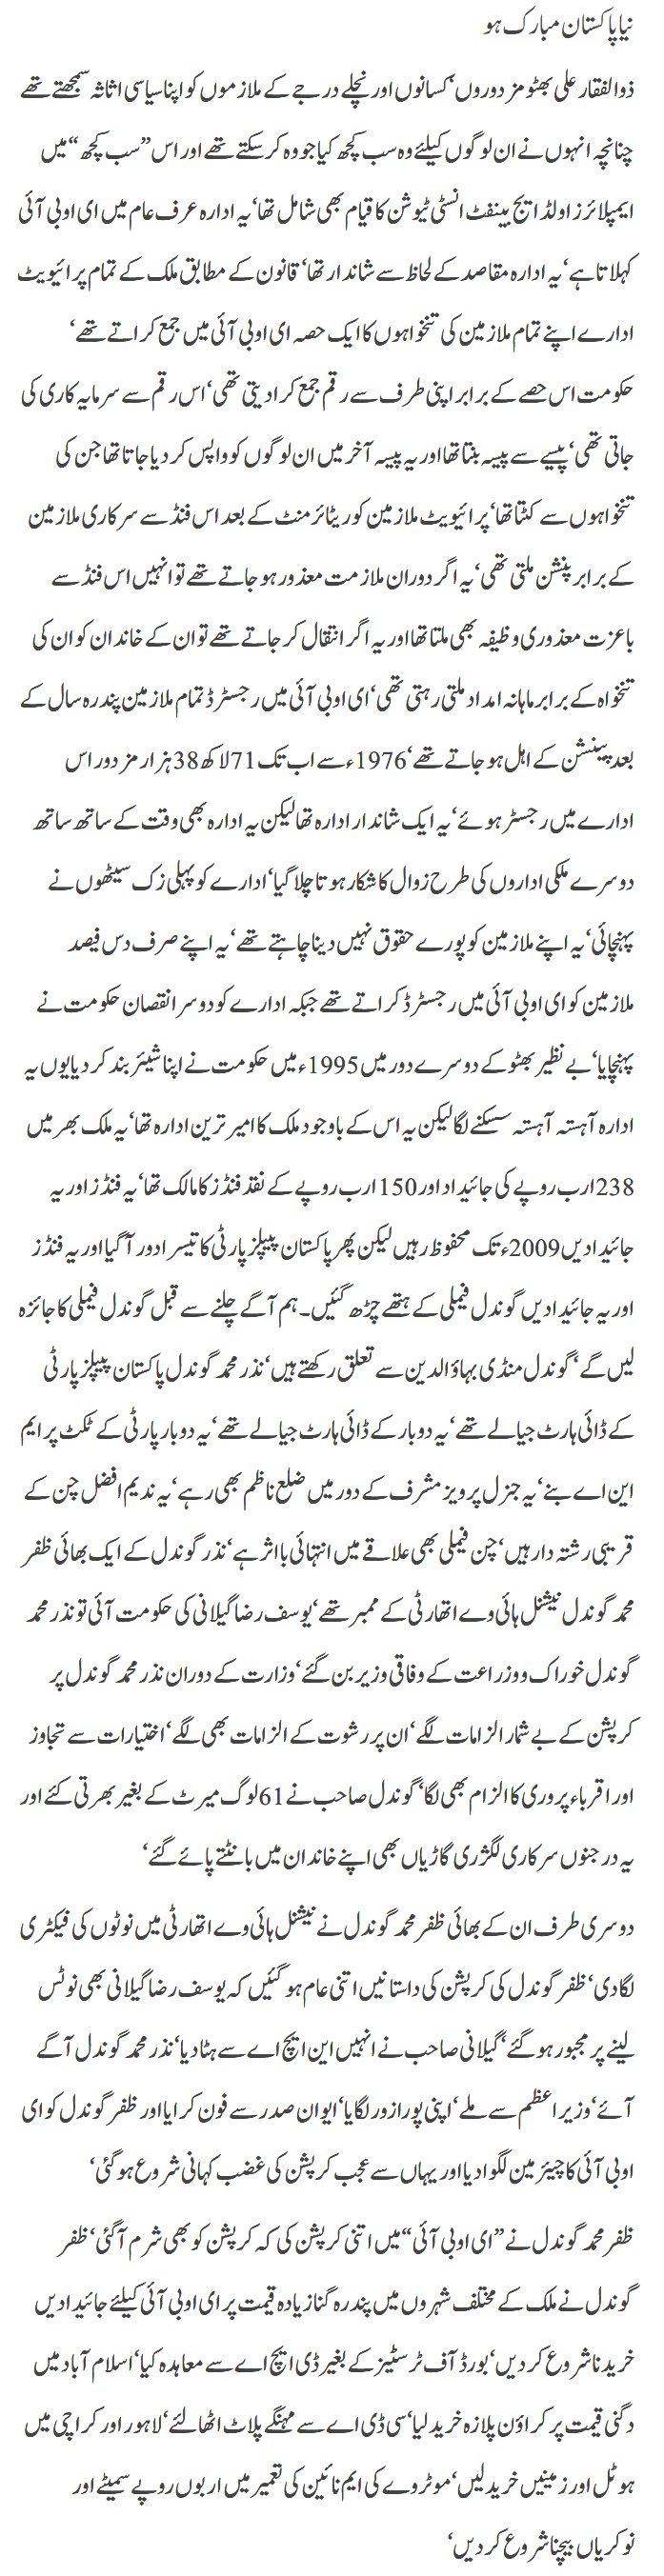 نیا پاکستان مبارک ہو
ذوالفقار علی بھٹو مزدوروں‘ کسانوں اور نچلے درجے کے ملازموں کو اپنا سیاسی اثاثہ سمجھتے تھے
چنانچہ انہوں نے ان لوگوں کیلئے وہ سب کچھ کیا جو وہ کر سکتے تھے اور اس ”سب کچھ“ میں
ایمپلائرز اولڈ ایج بینفٹ انسٹی ٹیوشن کا قیام بھی شامل تھا‘ یہ ادارہ عرف عام میں ای او بی آئی
کہلاتا ہے‘ یہ ادارہ مقاصد کے لحاظ سے شاندار تھا‘ قانون کے مطابق ملک کے تمام پرائیویٹ
ادارے اپنے تمام ملازمین کی تنخواہوں کا ایک حصہ ای او بی آئی میں جمع کراتے تھے‘
حکومت اس حصے کے برابر اپنی طرف سے رقم جمع کرا دیتی تھی‘ اس رقم سے سرمایہ کاری کی
جاتی تھی‘ پیسے سے پیسہ بنتا تھا اور یہ پیسہ آخر میں ان لوگوں کو واپس کر دیا جاتا تھا جن کی
تنخواہوں سے کٹتا تھا‘ پرائیویٹ ملازمین کو ریٹائرمنٹ کے بعد اس فنڈ سے سرکاری ملازمین
کے برابر پنشن ملتی تھی‘ یہ اگر دوران ملازمت معذور ہو جاتے تھے تو انہیں اس فنڈ سے
باعزت معذوری وظیفہ بھی ملتا تھا اور یہ اگر انتقال کر جاتے تھے تو ان کے خاندان کو ان کی
تنخواہ کے برابر ماہانہ امداد ملتی رہتی تھی‘ ای او بی آئی میں رجسٹرڈ تمام ملازمین پندرہ سال کے
بعد پینشن کے اہل ہو جاتے تھے‘ 1976ء سے اب تک 71 لاکھ 38 ہزار مزدور اس
ادارے میں رجسٹر ہوئے‘ یہ ایک شاندار ادارہ تھا لیکن یہ ادارہ بھی وقت کے ساتھ ساتھ
دوسرے ملکی اداروں کی طرح زوال کا شکار ہوتا چلا گیا‘ ادارے کو پہلی زک سیٹھوں نے
پہنچائی‘ یہ اپنے ملازمین کو پورے حقوق نہیں دینا چاہتے تھے‘ یہ اپنے صرف دس فیصد
ملازمین کو ای او بی آئی میں رجسٹرڈ کراتے تھے جبکہ ادارے کو دوسرا نقصان حکومت نے
پہنچایا‘ بے نظیر بھٹو کے دوسرے دور میں 1995ء میں حکومت نے اپنا شیئر بند کر دیا یوں یہ
ادارہ آہستہ آہستہ سسکنے لگا لیکن یہ اس کے باوجود ملک کا امیر ترین ادارہ تھا‘ یہ ملک بھر میں
238 ارب روپے کی جائیداد اور 150 ارب روپے کے نقد فنڈز کا مالک تھا‘ یہ فنڈز اور یہ
جائیدادیں 2009ء تک محفوظ رہیں لیکن پھر پاکستان پیپلز پارٹی کا تیسرا دور آ گیا اور یہ فنڈز
اور یہ جائیدادیں گوندل فیملی کے ہتھے چڑھ گئیں۔ ہم آگے چلنے سے قبل گوندل فیملی کا جائزہ
لیں گے‘ گوندل منڈی بہاؤالدین سے تعلق رکھتے ہیں‘ نذر محمد گوندل پاکستان پیپلز پارٹی
کے ڈائی ہارٹ جیالے تھے‘ یہ دوبار کے ڈائی ہارٹ جیالے تھے‘ یہ دو بار پارٹی کے ٹکٹ پر ایم
این اے بنے‘ یہ جنرل پرویز مشرف کے دور میں ضلع ناظم بھی رہے‘ یہ ندیم افضل چن کے
قریبی رشتہ دار ہیں‘ چن فیملی بھی علاقے میں انتہائی بااثر ہے‘ نذر گوندل کے ایک بھائی ظفر
محمد گوندل نیشنل ہائی وے اتھارٹی کے ممبر تھے‘ یوسف رضا گیلانی کی حکومت آئی تو نذر محمد
گوندل خوراک و زراعت کے وفاقی وزیر بن گئے‘ وزارت کے دوران نذر محمد گوندل پر
کرپشن کے بے شمار الزامات لگے‘ ان پر رشوت کے الزامات بھی لگے‘ اختیارات سے تجاوز
اور اقرباء پروری کا الزام بھی لگا‘ گوندل صاحب نے 61 لوگ میرٹ کے بغیر بھرتی کئے اور
یہ درجنوں سرکاری لگژری گاڑیاں بھی اپنے خاندان میں بانٹتے پائے گئے‘
دوسری طرف ان کے بھائی ظفر محمد گوندل نے نیشنل ہائی وے اتھارٹی میں نوٹوں کی فیکٹری
لگا دی‘ ظفر گوندل کی کرپشن کی داستانیں اتنی عام ہو گئیں کہ یوسف رضا گیلانی بھی نوٹس
لینے پر مجبور ہو گئے‘ گیلانی صاحب نے انہیں این ایچ اے سے ہٹا دیا‘ نذر محمد گوندل آگے
آئے‘ وزیراعظم سے ملے‘ اپنی پورا زور لگایا‘ ایوان صدر سے فون کرایا اور ظفر گوندل کو ای
او بی آئی کا چیئرمین لگوا دیا اور یہاں سے عجب کرپشن کی غضب کہانی شروع ہو گئی‘
ظفر محمد گوندل نے ”ای او بی آئی“ میں اتنی کرپشن کی کہ کرپشن کو بھی شرم آ گئی‘ ظفر
گوندل نے ملک کے مختلف شہروں میں پندرہ گنا زیادہ قیمت پر ای او بی آئی کیلئے جائیدادیں
خریدنا شروع کر دیں‘ بورڈ آف ٹرسٹیز کے بغیر ڈی ایچ اے سے معاہدہ کیا‘ اسلام آباد میں
دگنی قیمت پر کراؤن پلازہ خرید لیا‘ سی ڈی اے سے مہنگے پلاٹ اٹھا لئے‘ لاہور اور کراچی میں
ہوٹل اور زمینیں خرید لیں‘ موٹروے کی ایم نائین کی تعمیر میں اربوں روپے سمیٹے اور
نوکریاں بیچنا شروع کر دیں‘